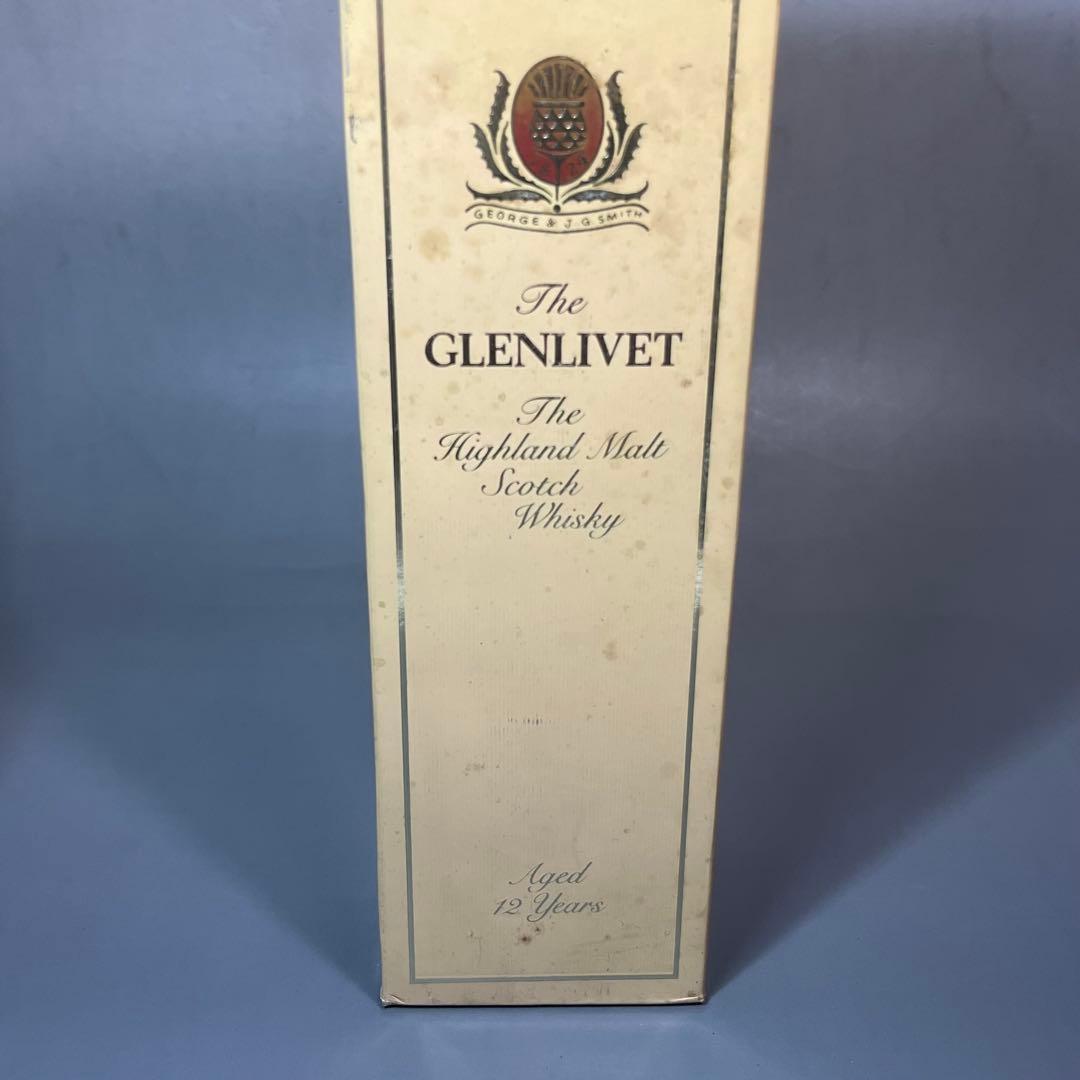 GEORGE & J.G. SMITH
The
GLENLIVET
The
Highland Malt
Scotch
Whisky
Aged
12 Years